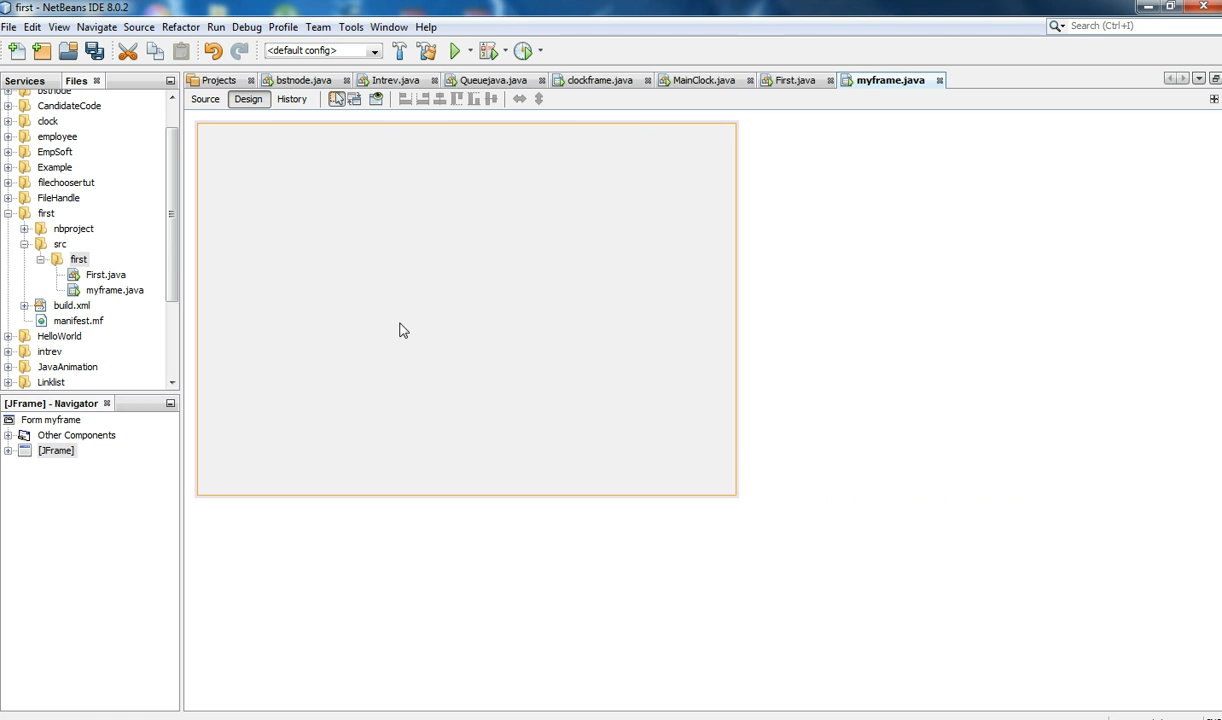 first - NetBeans IDE 8.0.2
File Edit View Navigate Source Refactor Run Debug Profile Team Tools Window Help
Search (Ctrl+I)
<default config>
Services Files
Projects bstnode.java Intrev.java Queuejava.java clockframe.java MainClock.java First.java myframe.java
Source Design History
bstnode
CandidateCode
clock
employee
EmpSoft
Example
filechoosertut
FileHandle
first
nbproject
src
first
First.java
myframe.java
build.xml
manifest.mf
HelloWorld
intrev
JavaAnimation
Linklist
[JFrame] - Navigator
Form myframe
Other Components
[JFrame]